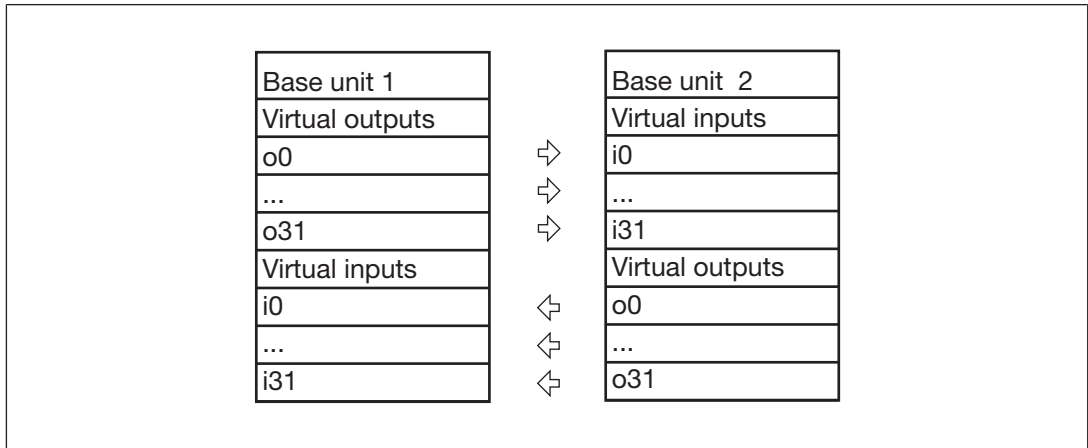 Base unit 1
Virtual outputs
o0
...
o31
Virtual inputs
i0
...
i31
Base unit 2
Virtual inputs
i0
...
i31
Virtual outputs
o0
...
o31